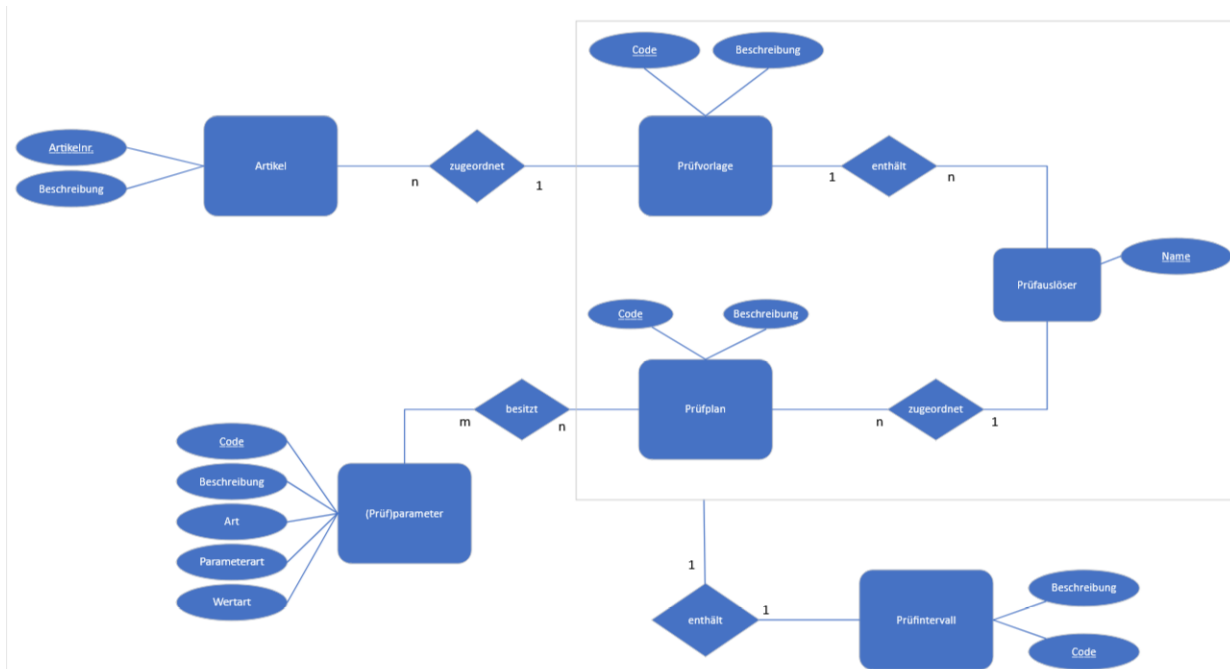 Code
Beschreibung
Artikelnr.
Beschreibung
Artikel
n
zugeordnet
1
Prüfvorlage
1
enthält
n
Prüfauslöser
Name
Code
Beschreibung
Prüfplan
n
zugeordnet
1
m
besitzt
n
Code
Beschreibung
Art
Parameterart
Wertart
(Prüf)parameter
1
enthält
1
Prüfintervall
Beschreibung
Code